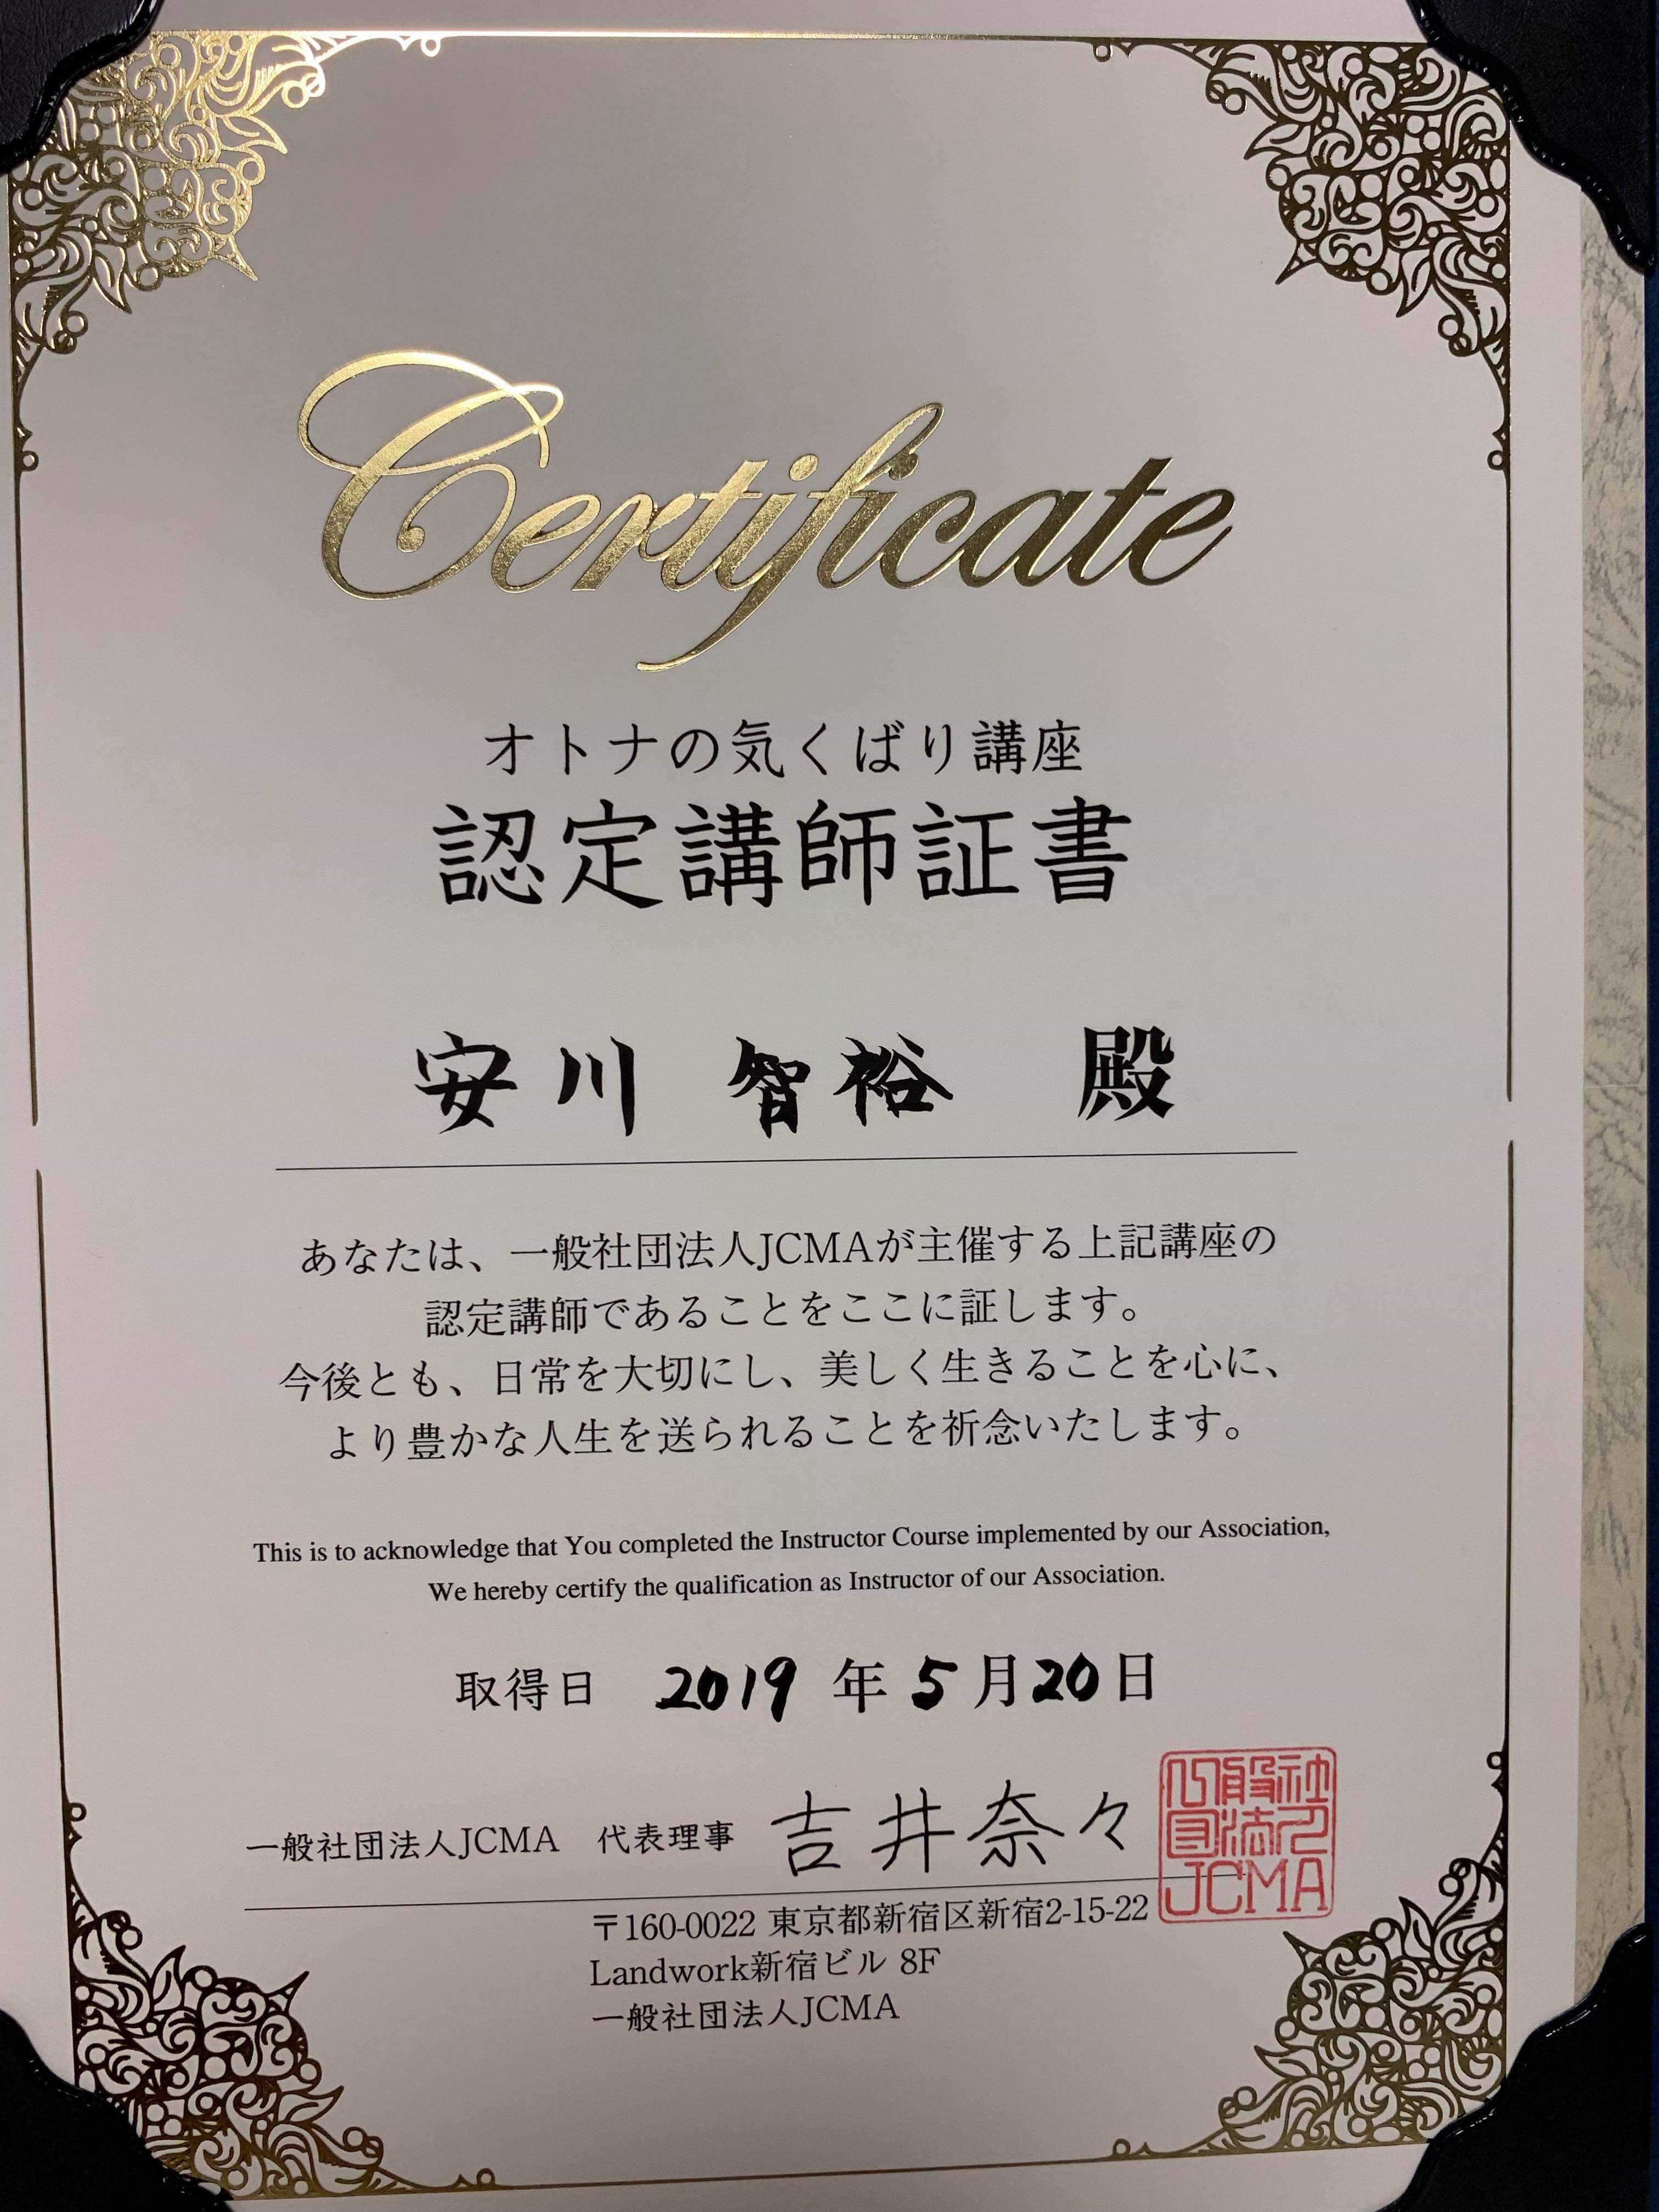 Certificate
オトナの気くばり講座
認定講師証書
安川 智裕 殿
あなたは、一般社団法人JCMAが主催する上記講座の
認定講師であることをここに証します。
今後とも、日常を大切にし、美しく生きることを心に、
より豊かな人生を送られることを祈念いたします。
This is to acknowledge that You completed the Instructor Course implemented by our Association,
We hereby certify the qualification as Instructor of our Association.
取得日 2019 年 5 月 20 日
一般社団法人JCMA 代表理事 吉井奈々
〒160-0022 東京都新宿区新宿2-15-22
Landwork新宿ビル 8F
一般社団法人JCMA
JCMA